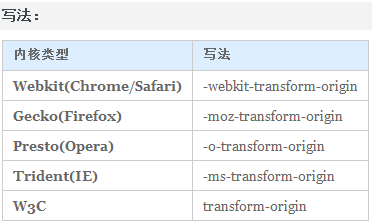 写法：
内核类型 写法
Webkit(Chrome/Safari) -webkit-transform-origin
Gecko(Firefox) -moz-transform-origin
Presto(Opera) -o-transform-origin
Trident(IE) -ms-transform-origin
W3C transform-origin